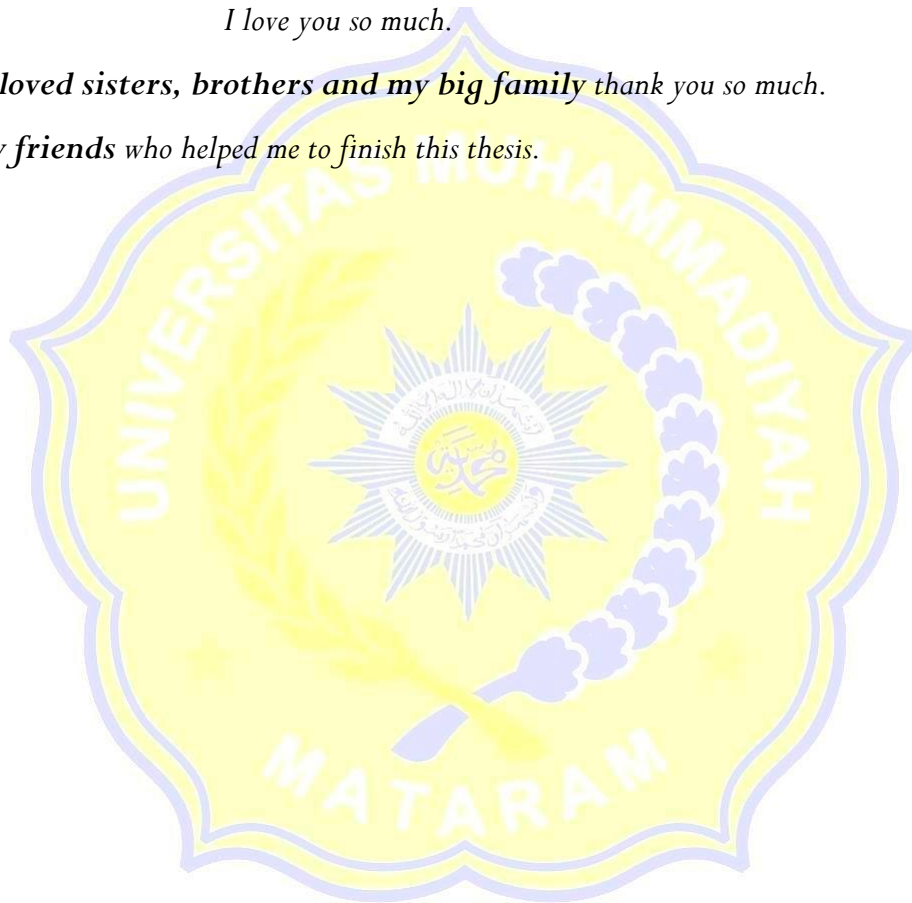 I love you so much.
loved sisters, brothers and my big family thank you so much.
friends who helped me to finish this thesis.
UNIVERSITAS MUHAMMADIYAH
محمدية
MATARAM